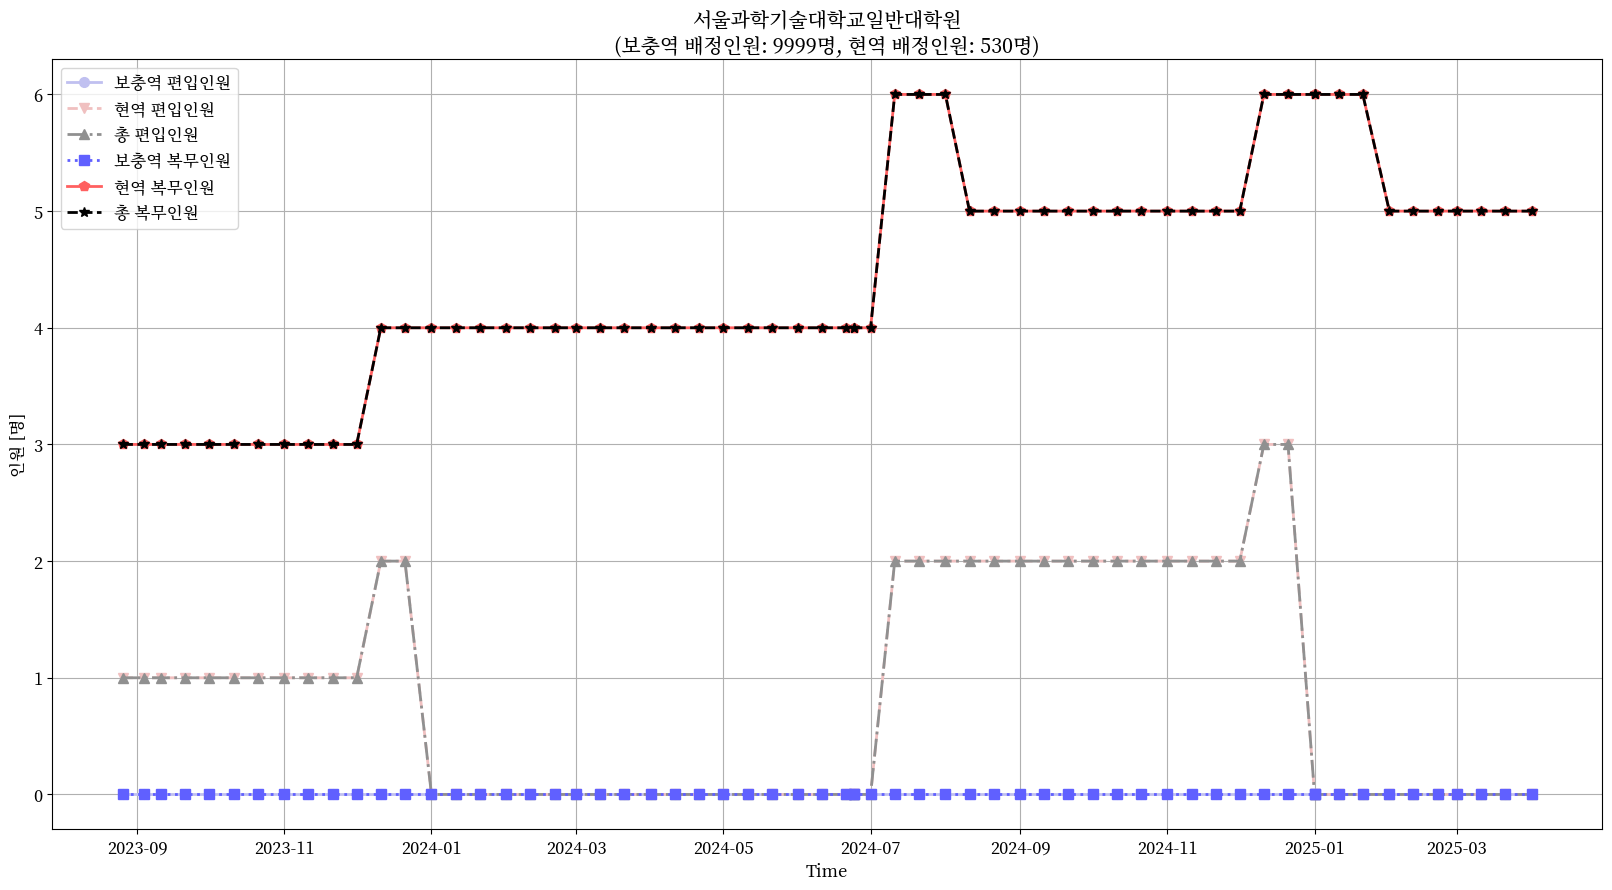 서울과학기술대학교일반대학원
(보충역 배정인원: 9999명, 현역 배정인원: 530명)
보충역 편입인원
현역 편입인원
총 편입인원
보충역 복무인원
현역 복무인원
총 복무인원
인원 [명]
6
5
4
3
2
1
0
2023-09 2023-11 2024-01 2024-03 2024-05 2024-07 2024-09 2024-11 2025-01 2025-03
Time